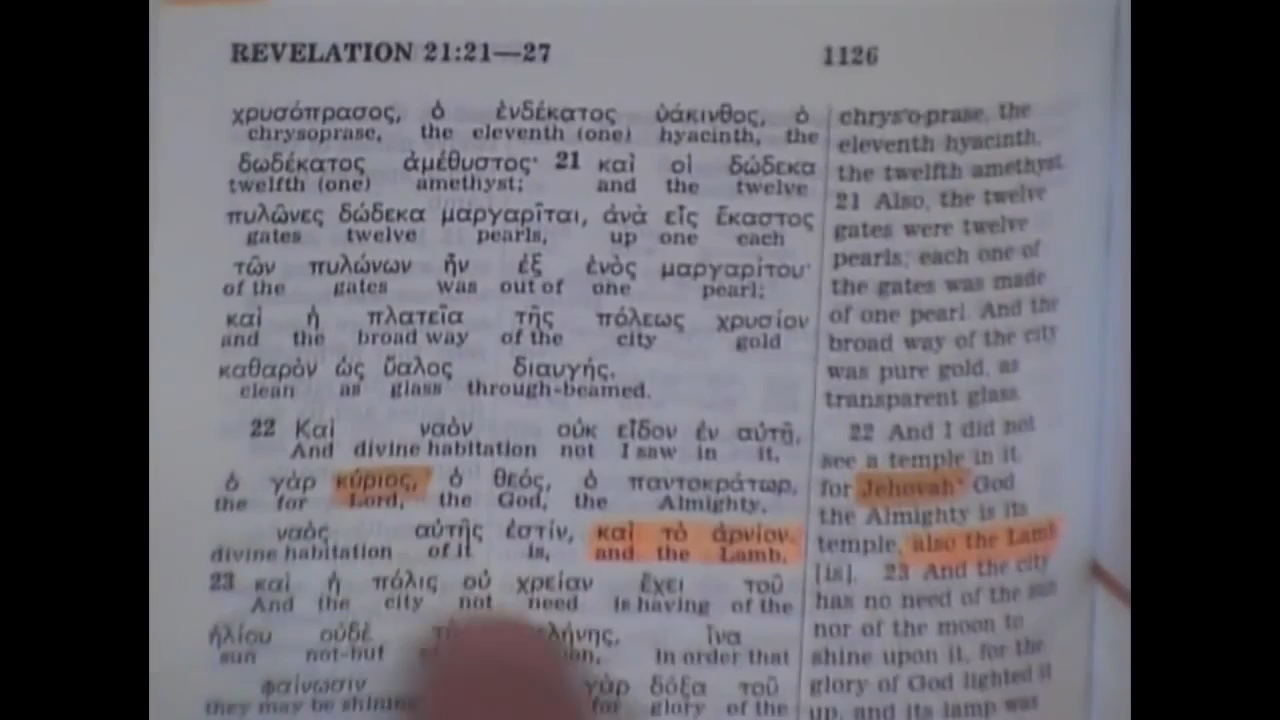 REVELATION 21:21—27
1126
χρυσόπρασος, ὁ ἑνδέκατος ὑάκινθος, ὁ
chrysoprase, the eleventh (one) hyacinth, the
δωδέκατος ἀμέθυστος· 21 καὶ οἱ δώδεκα
twelfth (one) amethyst; and the twelve
πυλῶνες δώδεκα μαργαρῖται, ἀνὰ εἷς ἕκαστος
gates twelve pearls, up one each
τῶν πυλώνων ἦν ἐξ ἑνὸς μαργαρίτου·
of the gates was out of one pearl;
καὶ ἡ πλατεῖα τῆς πόλεως χρυσίον
and the broad way of the city gold
καθαρὸν ὡς ὕαλος διαυγής.
clean as glass through-beamed.
22 Καὶ ναὸν οὐκ εἶδον ἐν αὐτῇ,
And divine habitation not I saw in it,
ὁ γὰρ κύριος, ὁ θεός, ὁ παντοκράτωρ,
the for Lord, the God, the Almighty,
ναὸς αὐτῆς ἐστίν, καὶ τὸ ἀρνίον.
divine habitation of it is, and the Lamb.
23 καὶ ἡ πόλις οὐ χρείαν ἔχει τοῦ
And the city not need is having of the
ἡλίου οὐδὲ ἵνα
sun not-but in order that
φαίνωσιν γὰρ δόξα τοῦ
they may be shining for glory of the
chrys′o·prase, the
eleventh hyacinth,
the twelfth amethyst.
21 Also, the twelve
gates were twelve
pearls; each one of
the gates was made
of one pearl. And the
broad way of the city
was pure gold, as
transparent glass.
22 And I did not
see a temple in it,
for Jehovah* God
the Almighty is its
temple, also the Lamb
[is]. 23 And the city
has no need of the sun
nor of the moon to
shine upon it, for the
glory of God lighted it
up, and its lamp was